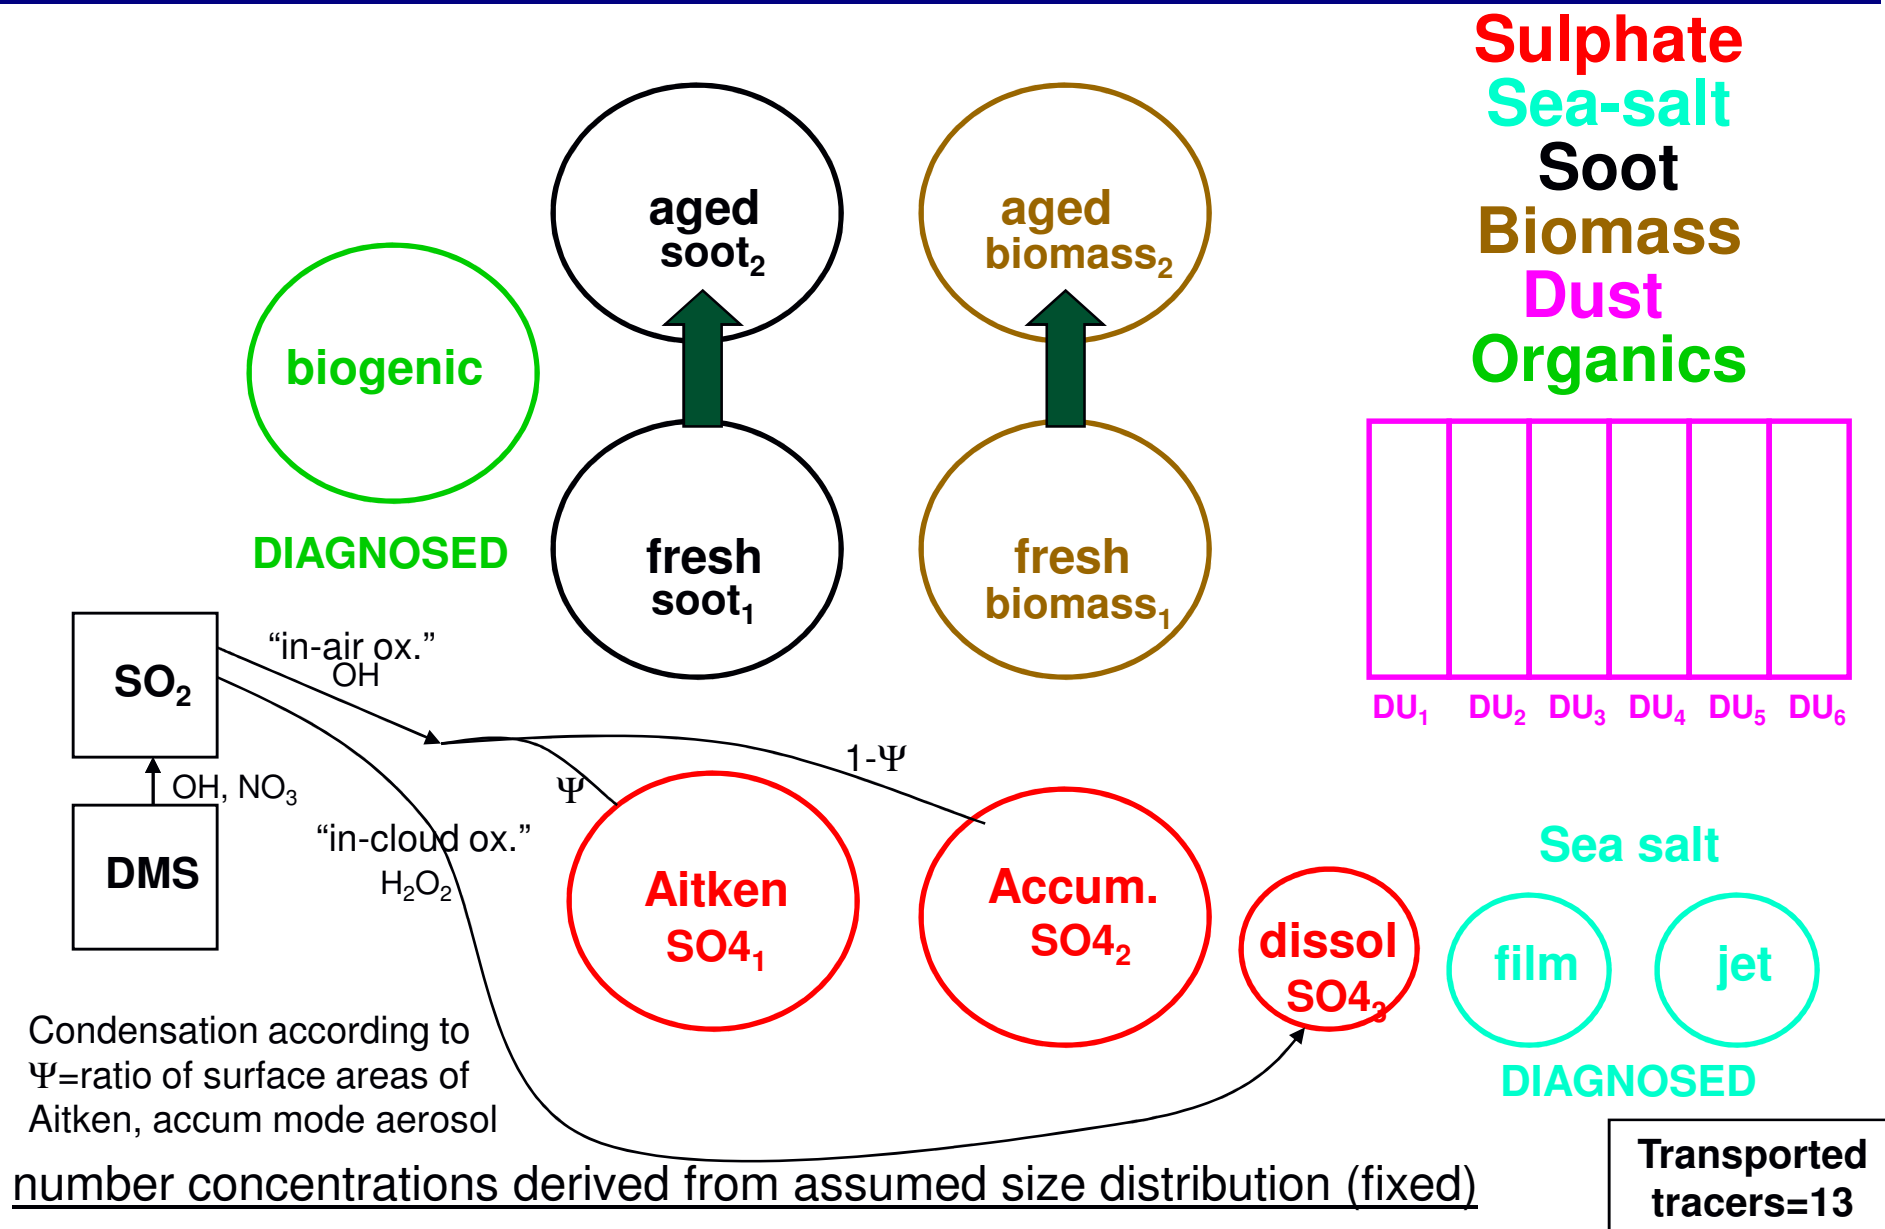 Sulphate
Sea-salt
Soot
Biomass
Dust
Organics
aged
soot₂
aged
biomass₂
biogenic
DIAGNOSED
fresh
soot₁
fresh
biomass₁
DU₁ DU₂ DU₃ DU₄ DU₅ DU₆
SO₂
“in-air ox.”
OH
OH, NO₃
DMS
“in-cloud ox.”
H₂O₂
Ψ
1-Ψ
Aitken
SO4₁
Accum.
SO4₂
dissol
SO4₃
Sea salt
film
jet
DIAGNOSED
Condensation according to
Ψ=ratio of surface areas of
Aitken, accum mode aerosol
number concentrations derived from assumed size distribution (fixed)
Transported
tracers=13